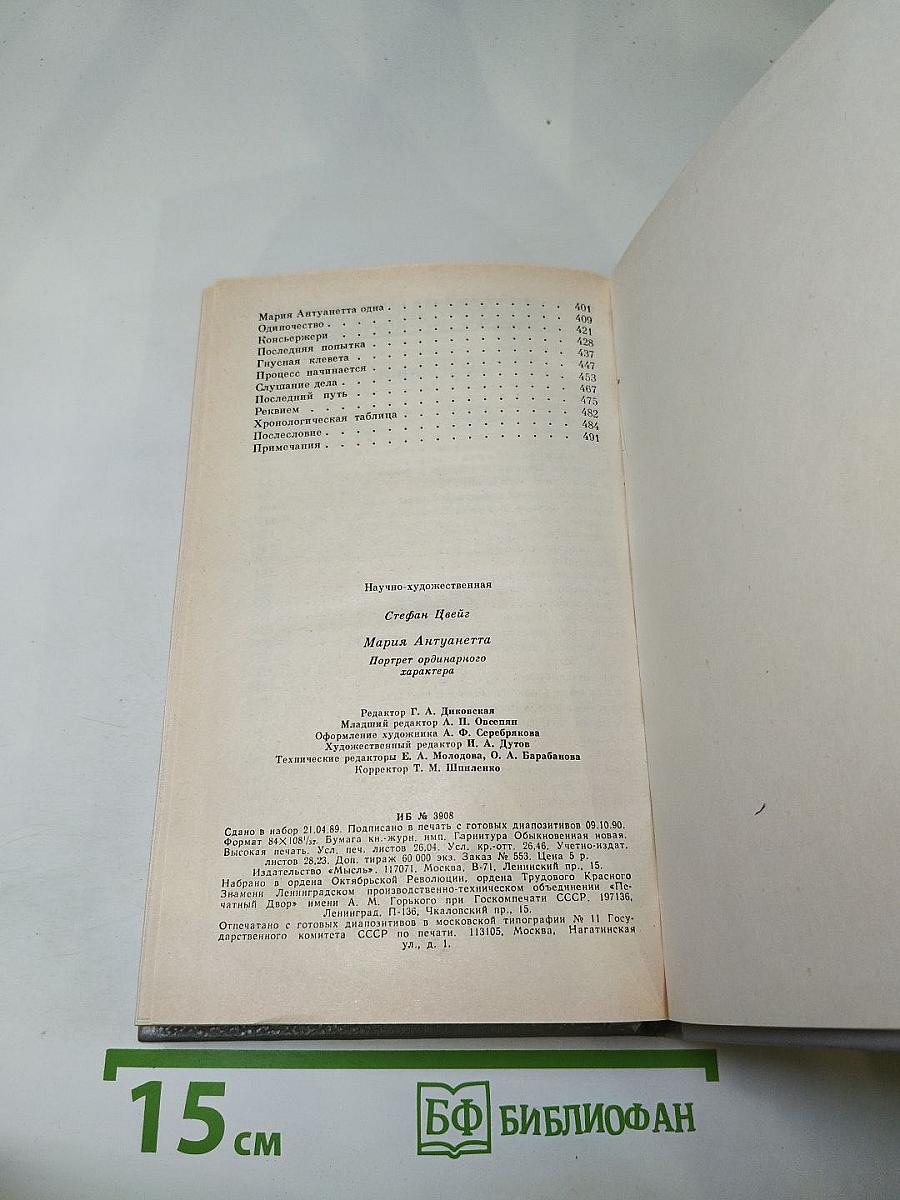 Мария Антуанетта одна . . . . . . . . . . . . 401
Одиночество . . . . . . . . . . . . . . . 409
Консьержери . . . . . . . . . . . . . . . 421
Последняя попытка . . . . . . . . . . . . . 428
Гнусная клевета . . . . . . . . . . . . . . 437
Процесс начинается . . . . . . . . . . . . . 447
Слушание дела . . . . . . . . . . . . . . . 453
Последний путь . . . . . . . . . . . . . . 467
Реквием . . . . . . . . . . . . . . . . . 475
Хронологическая таблица . . . . . . . . . . . 482
Послесловие . . . . . . . . . . . . . . . 484
Примечания . . . . . . . . . . . . . . . . 491
Научно-художественная
Стефан Цвейг
Мария Антуанетта
Портрет ординарного
характера
Редактор Г. А. Диковская
Младший редактор А. П. Овсепян
Оформление художника А. Ф. Серебрякова
Художественный редактор И. А. Дутов
Технические редакторы Е. А. Молодова, О. А. Барабанова
Корректор Т. М. Шпиленко
ИБ № 3908
Сдано в набор 21.04.89. Подписано в печать с готовых диапозитивов 09.10.90.
Формат 84×108¹/₃₇. Бумага кн.-журн. имп. Гарнитура Обыкновенная новая.
Высокая печать. Усл. печ. листов 26,04. Усл. кр.-отт. 26,46. Учетно-издат.
листов 28,23. Доп. тираж 60 000 экз. Заказ № 553. Цена 5 р.
Издательство «Мысль». 117071, Москва, В-71, Ленинский пр., 15.
Набрано в ордена Октябрьской Революции, ордена Трудового Красного
Знамени Ленинградском производственно-техническом объединении «Пе-
чатный Двор» имени А. М. Горького при Госкомпечати СССР. 197136,
Ленинград, П-136, Чкаловский пр., 15.
Отпечатано с готовых диапозитивов в московской типографии № 11 Госу-
дарственного комитета СССР по печати. 113105, Москва, Нагатинская
ул., д. 1.
15 см
БФ БИБЛИОФАН